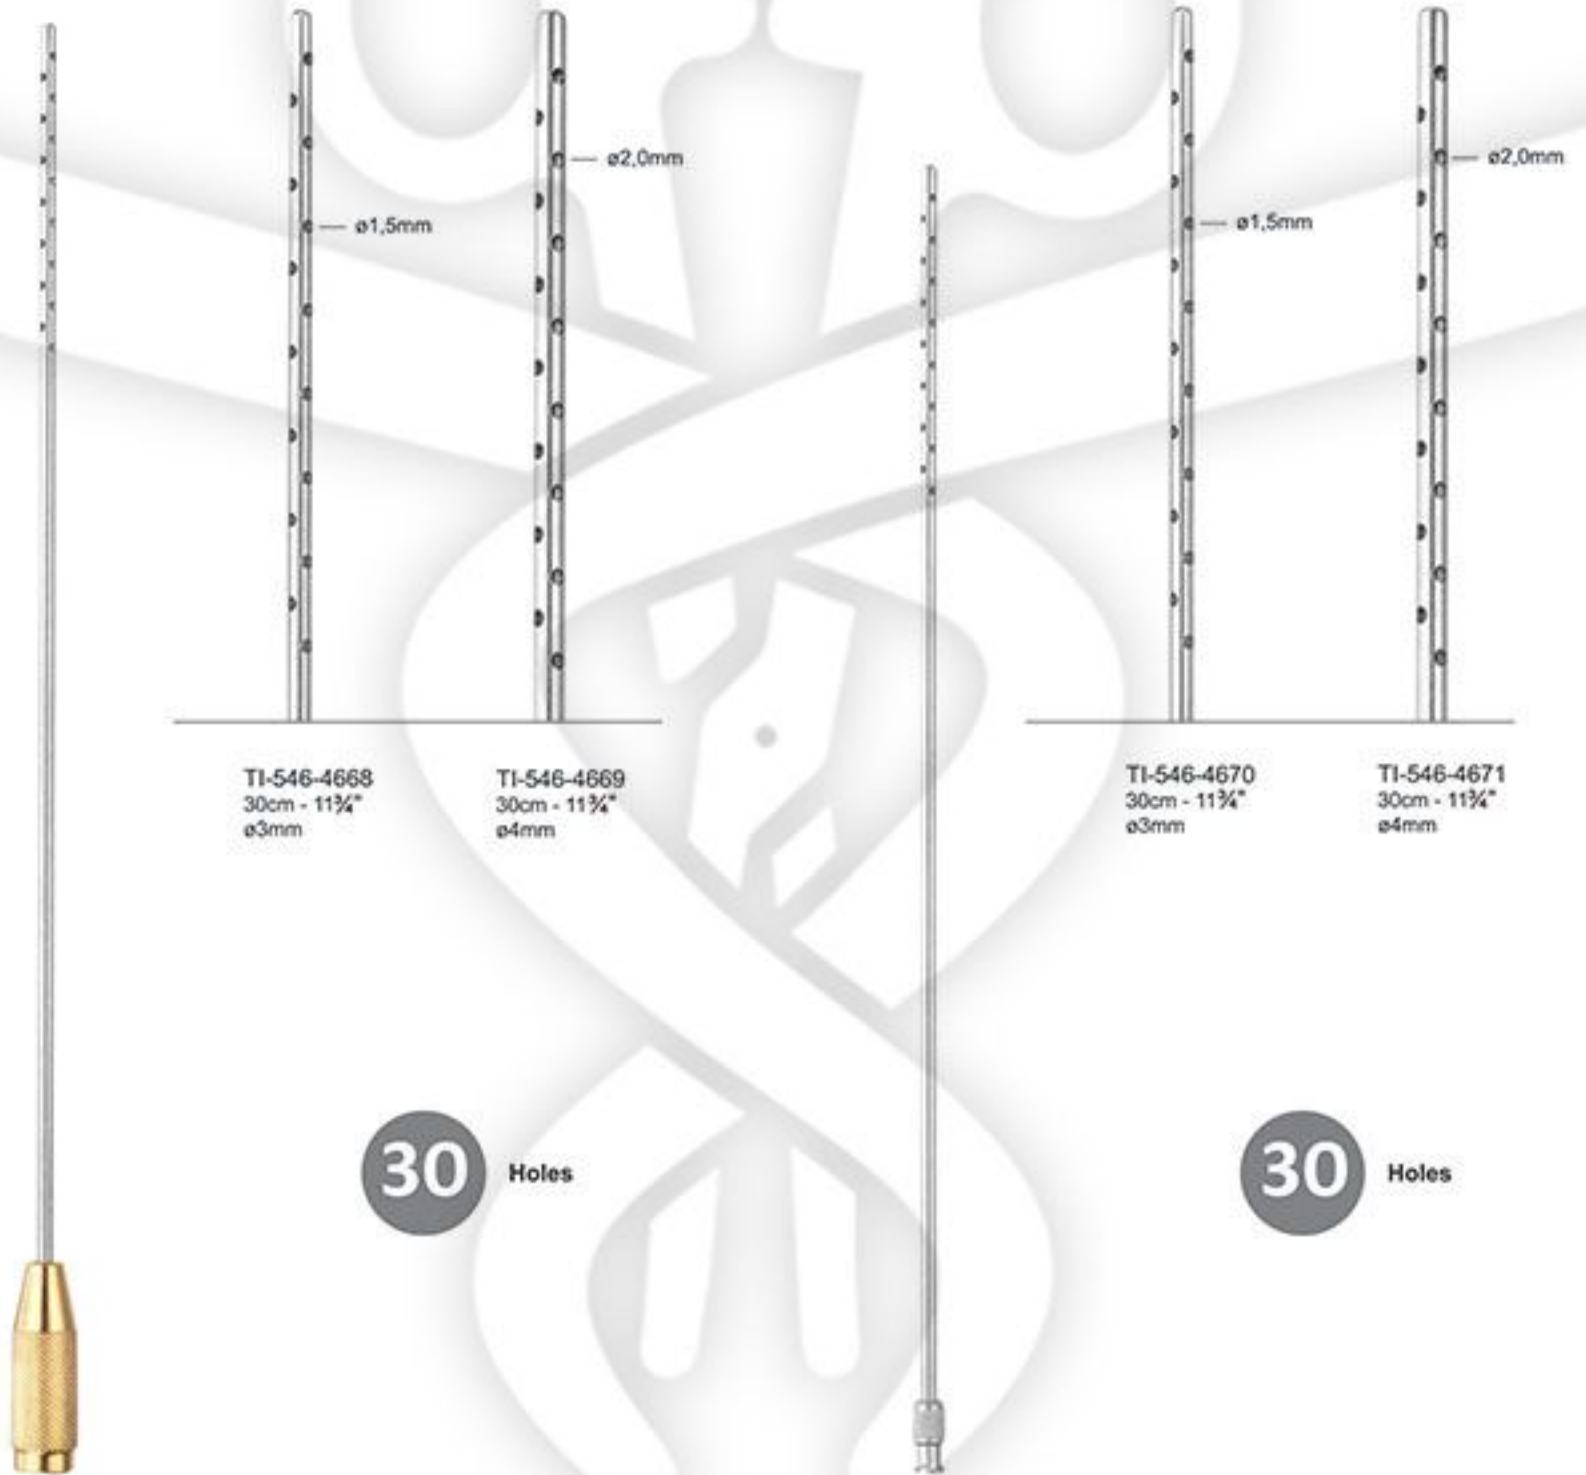 ø2,0mm
ø1,5mm
ø2,0mm
ø1,5mm
TI-546-4668
30cm - 11¾"
ø3mm
TI-546-4669
30cm - 11¾"
ø4mm
TI-546-4670
30cm - 11¾"
ø3mm
TI-546-4671
30cm - 11¾"
ø4mm
30 Holes
30 Holes